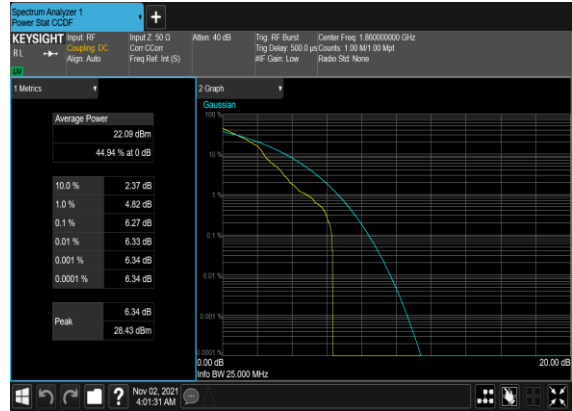 Spectrum Analyzer 1
Power Stat CCDF
+
KEYSIGHT Input: RF Input Z: 50 Ω Atten: 40 dB Trig: RF Burst Center Freq: 1.860000000 GHz
RL Coupling: DC Corr CCorr Trig Delay: 500.0 µs Counts: 1.00 M/1.00 Mpt
Align: Auto Freq Ref: Int (S) #IF Gain: Low Radio Std: None
1 Metrics
Average Power
22.09 dBm
44.94 % at 0 dB
10.0 % 2.37 dB
1.0 % 4.82 dB
0.1 % 6.27 dB
0.01 % 6.33 dB
0.001 % 6.34 dB
0.0001 % 6.34 dB
Peak 6.34 dB
28.43 dBm
2 Graph
Gaussian
100 %
10 %
1 %
0.1 %
0.01 %
0.001 %
0.0001 %
0.00 dB 20.00 dB
Info BW 25.000 MHz
? Nov 02, 2021
4:01:31 AM